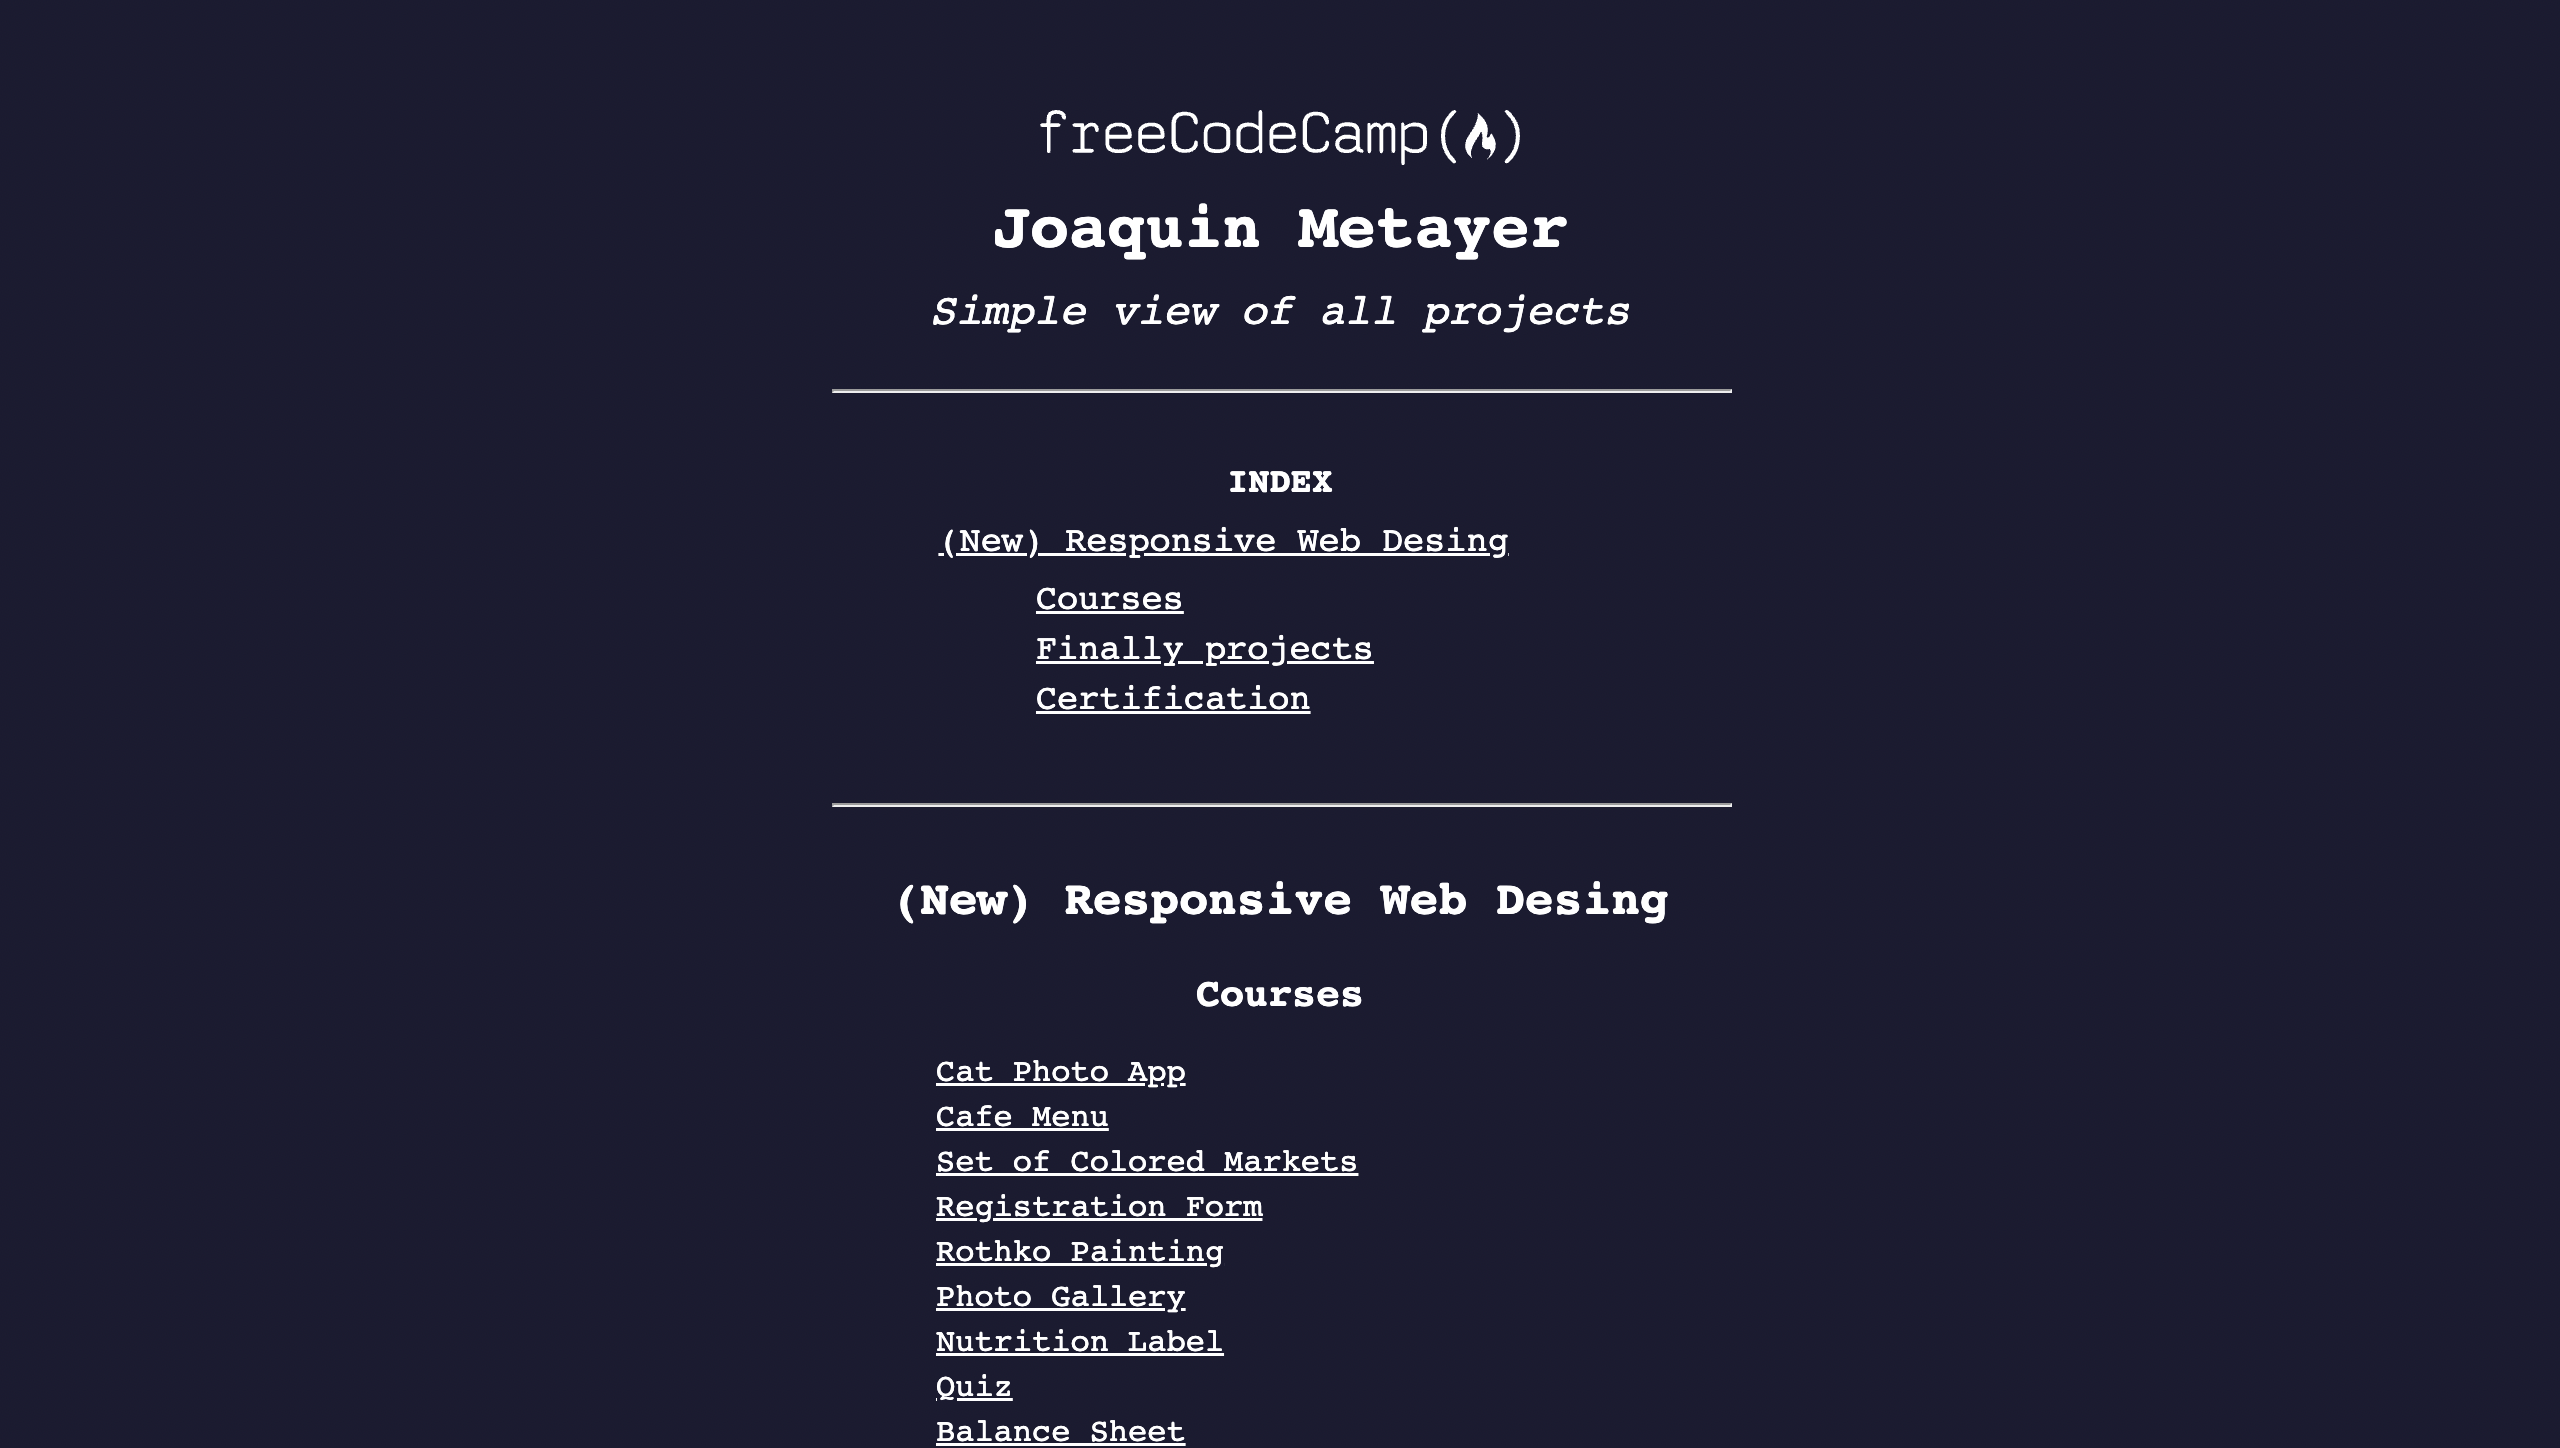 freeCodeCamp(🔥)
Joaquin Metayer
Simple view of all projects
INDEX
(New) Responsive Web Desing
Courses
Finally projects
Certification
(New) Responsive Web Desing
Courses
Cat Photo App
Cafe Menu
Set of Colored Markets
Registration Form
Rothko Painting
Photo Gallery
Nutrition Label
Quiz
Balance Sheet